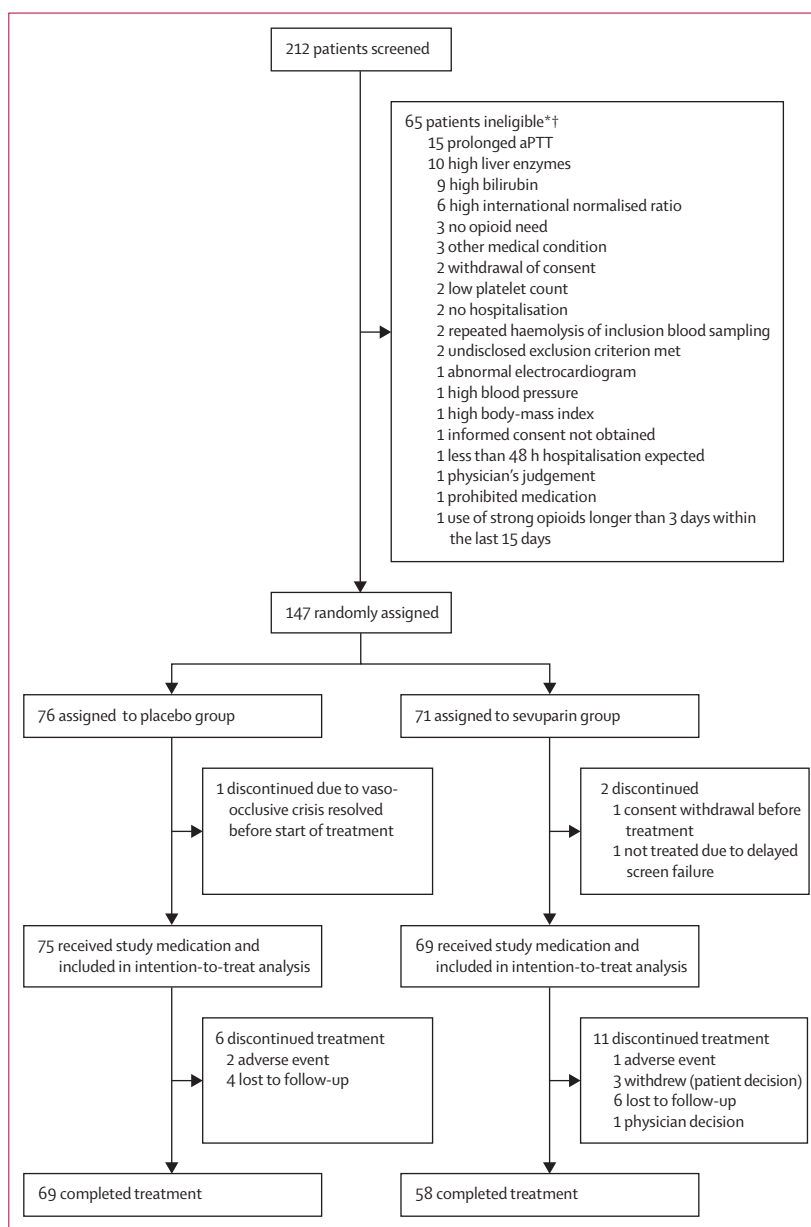 212 patients screened
65 patients ineligible*†
15 prolonged aPTT
10 high liver enzymes
9 high bilirubin
6 high international normalised ratio
3 no opioid need
3 other medical condition
2 withdrawal of consent
2 low platelet count
2 no hospitalisation
2 repeated haemolysis of inclusion blood sampling
2 undisclosed exclusion criterion met
1 abnormal electrocardiogram
1 high blood pressure
1 high body-mass index
1 informed consent not obtained
1 less than 48 h hospitalisation expected
1 physician's judgement
1 prohibited medication
1 use of strong opioids longer than 3 days within
the last 15 days
147 randomly assigned
76 assigned to placebo group
71 assigned to sevuparin group
1 discontinued due to vaso-
occlusive crisis resolved
before start of treatment
2 discontinued
1 consent withdrawal before
treatment
1 not treated due to delayed
screen failure
75 received study medication and
included in intention-to-treat analysis
69 received study medication and
included in intention-to-treat analysis
6 discontinued treatment
2 adverse event
4 lost to follow-up
11 discontinued treatment
1 adverse event
3 withdrew (patient decision)
6 lost to follow-up
1 physician decision
69 completed treatment
58 completed treatment